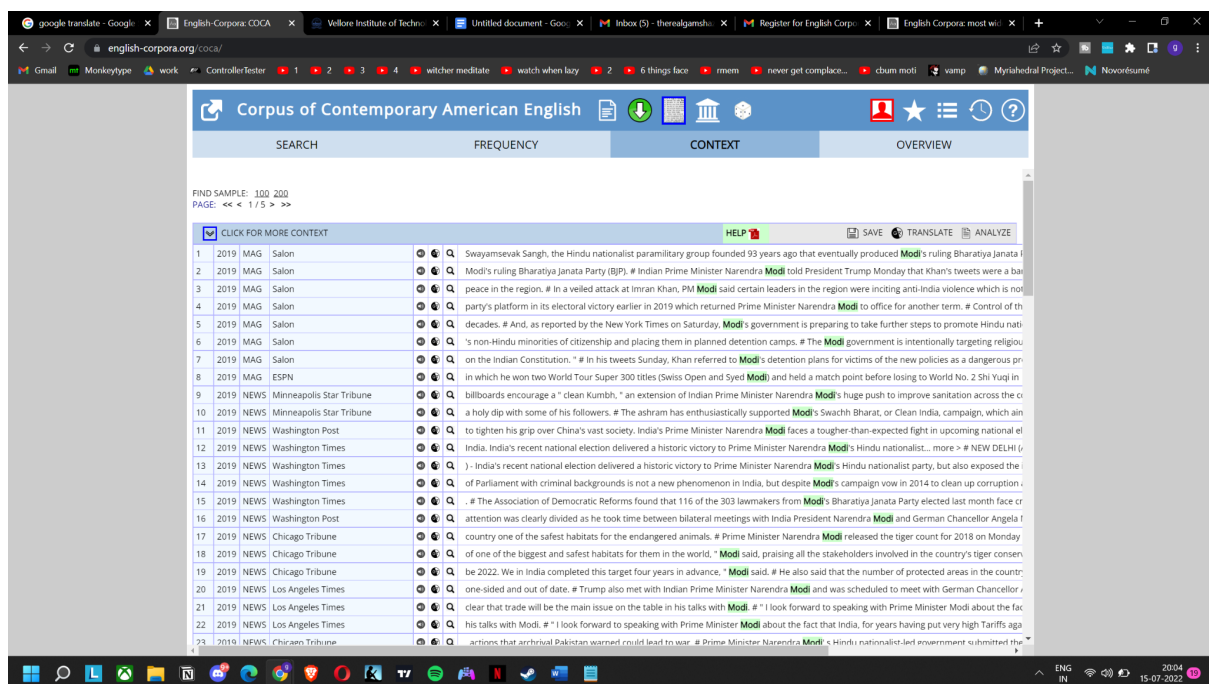 google translate - Google
English-Corpora: COCA
Vellore Institute of Techno
Untitled document - Goog
Inbox (5) - therealgamsha
Register for English Corpo
English Corpora: most wid
english-corpora.org/coca/
Gmail Monkeytype work ControllerTester 1 2 3 4 witcher meditate watch when lazy 2 6 things face rmem never get complace... cbum moti vamp Myriahedral Project... Novorésumé
Corpus of Contemporary American English
SEARCH FREQUENCY CONTEXT OVERVIEW
FIND SAMPLE: 100 200
PAGE: << < 1 / 5 > >>
CLICK FOR MORE CONTEXT HELP SAVE TRANSLATE ANALYZE
1 2019 MAG Salon Swayamsevak Sangh, the Hindu nationalist paramilitary group founded 93 years ago that eventually produced Modi's ruling Bharatiya Janata
2 2019 MAG Salon Modi's ruling Bharatiya Janata Party (BJP). # Indian Prime Minister Narendra Modi told President Trump Monday that Khan's tweets were a
3 2019 MAG Salon peace in the region. # In a veiled attack at Imran Khan, PM Modi said certain leaders in the region were inciting anti-India violence which is
4 2019 MAG Salon party's platform in its electoral victory earlier in 2019 which returned Prime Minister Narendra Modi to office for another term. # Control of
5 2019 MAG Salon decades. # And, as reported by the New York Times on Saturday, Modi's government is preparing to take further steps to promote Hindu
6 2019 MAG Salon 's non-Hindu minorities of citizenship and placing them in planned detention camps. # The Modi government is intentionally targeting
7 2019 MAG Salon on the Indian Constitution. " # In his tweets Sunday, Khan referred to Modi's detention plans for victims of the new policies as a dangerous
8 2019 MAG ESPN in which he won two World Tour Super 300 titles (Swiss Open and Syed Modi) and held a match point before losing to World No. 2 Shi Yuqi in
9 2019 NEWS Minneapolis Star Tribune billboards encourage a " clean Kumbh, " an extension of Indian Prime Minister Narendra Modi's huge push to improve sanitation across the
10 2019 NEWS Minneapolis Star Tribune a holy dip with some of his followers. # The ashram has enthusiastically supported Modi's Swachh Bharat, or Clean India, campaign, which
11 2019 NEWS Washington Post to tighten his grip over China's vast society. India's Prime Minister Narendra Modi faces a tougher-than-expected fight in upcoming national
12 2019 NEWS Washington Times India. India's recent national election delivered a historic victory to Prime Minister Narendra Modi's Hindu nationalist... more > # NEW DELHI
13 2019 NEWS Washington Times ) - India's recent national election delivered a historic victory to Prime Minister Narendra Modi's Hindu nationalist party, but also exposed the
14 2019 NEWS Washington Times of Parliament with criminal backgrounds is not a new phenomenon in India, but despite Modi's campaign vow in 2014 to clean up corruption
15 2019 NEWS Washington Times . # The Association of Democratic Reforms found that 116 of the 303 lawmakers from Modi's Bharatiya Janata Party elected last month face
16 2019 NEWS Washington Post attention was clearly divided as he took time between bilateral meetings with India President Narendra Modi and German Chancellor Angela
17 2019 NEWS Chicago Tribune country one of the safest habitats for the endangered animals. # Prime Minister Narendra Modi released the tiger count for 2018 on Monday
18 2019 NEWS Chicago Tribune of one of the biggest and safest habitats for them in the world, " Modi said, praising all the stakeholders involved in the country's tiger
19 2019 NEWS Chicago Tribune be 2022. We in India completed this target four years in advance, " Modi said. # He also said that the number of protected areas in the
20 2019 NEWS Los Angeles Times one-sided and out of date. # Trump also met with Indian Prime Minister Narendra Modi and was scheduled to meet with German Chancellor
21 2019 NEWS Los Angeles Times clear that trade will be the main issue on the table in his talks with Modi. # " I look forward to speaking with Prime Minister Modi about the
22 2019 NEWS Los Angeles Times his talks with Modi. # " I look forward to speaking with Prime Minister Modi about the fact that India, for years having put very high Tariffs
23 2019 NEWS Chicago Tribune actions that archrival Pakistan warned could lead to war. # Prime Minister Narendra Modi' s Hindu nationalist-led government submitted the
ENG
IN
20:04
15-07-2022
19